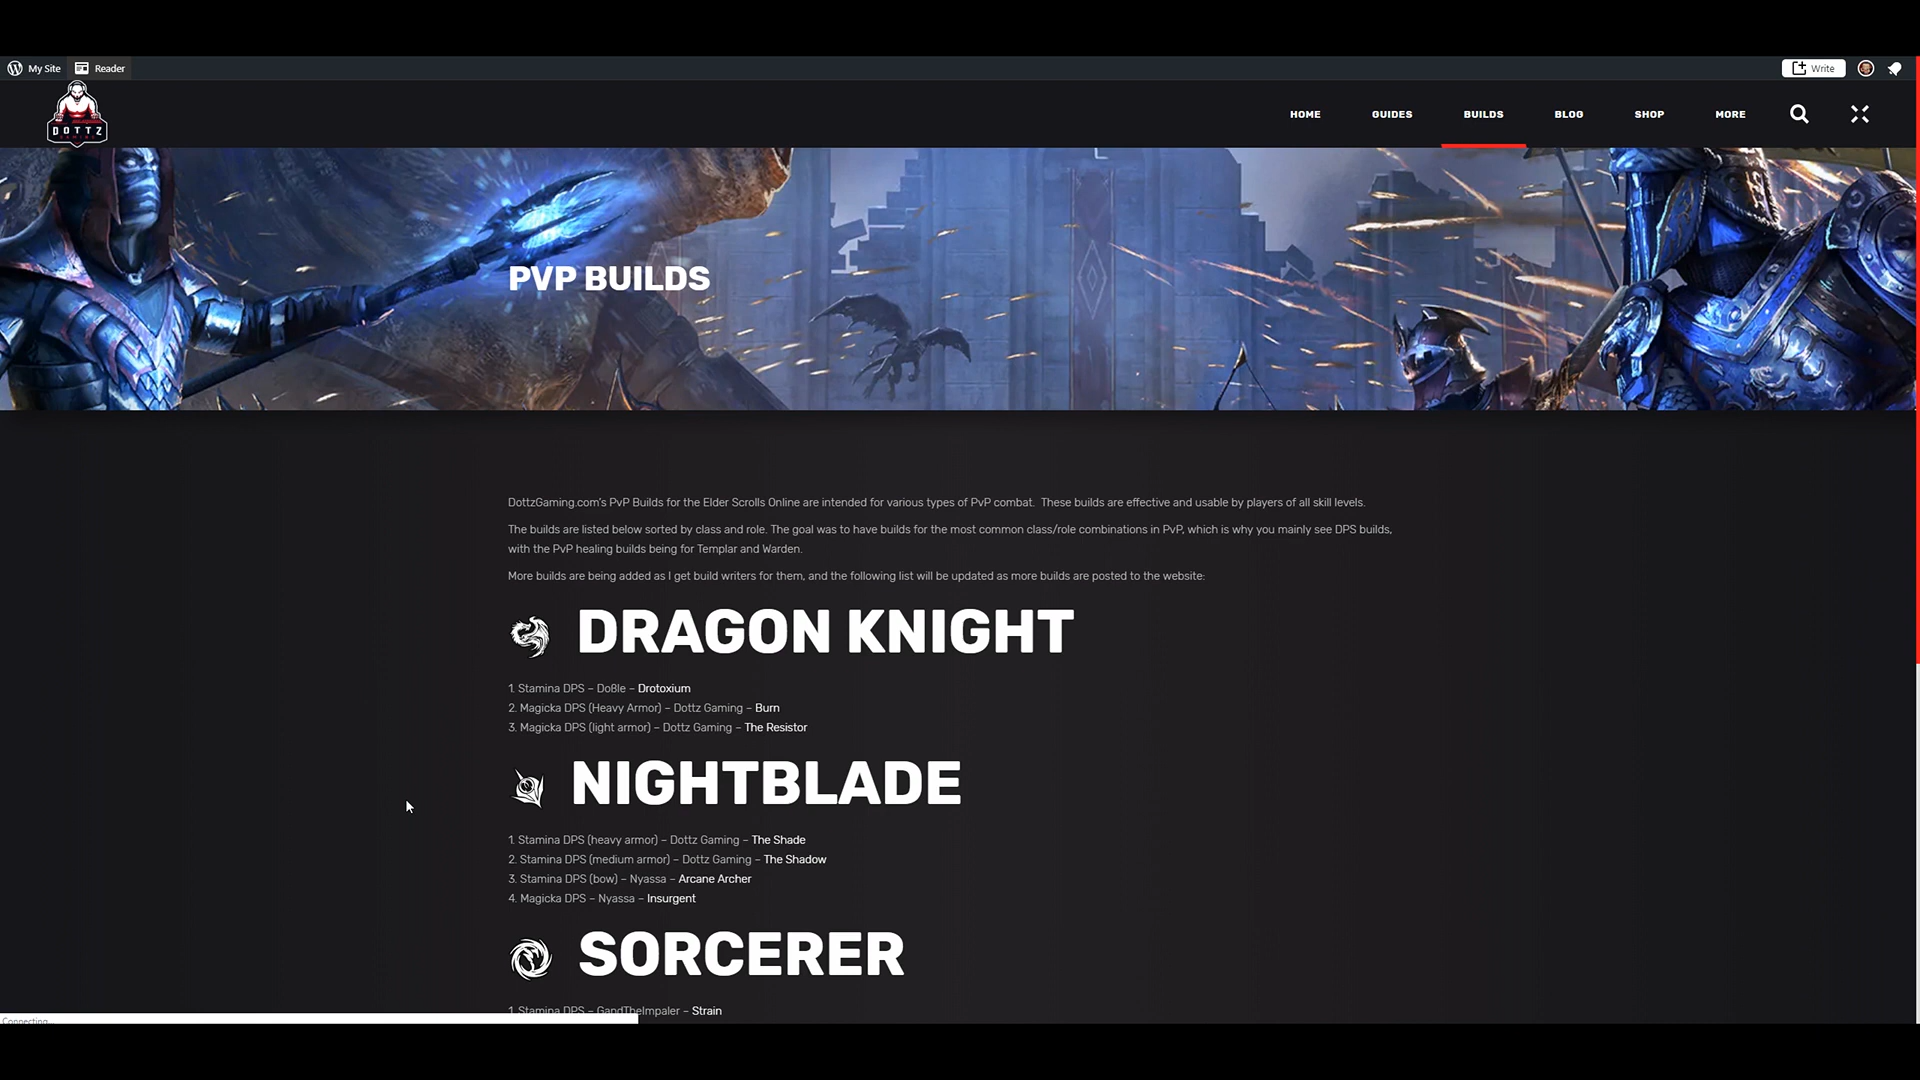 My Site Reader Write
DOTTZ
GAMING
HOME GUIDES BUILDS BLOG SHOP MORE
PVP BUILDS
DottzGaming.com's PvP Builds for the Elder Scrolls Online are intended for various types of PvP combat. These builds are effective and usable by players of all skill levels.
The builds are listed below sorted by class and role. The goal was to have builds for the most common class/role combinations in PvP, which is why you mainly see DPS builds,
with the PvP healing builds being for Templar and Warden.
More builds are being added as I get build writers for them, and the following list will be updated as more builds are posted to the website:
DRAGON KNIGHT
1. Stamina DPS – Doßle – Drotoxium
2. Magicka DPS (Heavy Armor) – Dottz Gaming – Burn
3. Magicka DPS (light armor) – Dottz Gaming – The Resistor
NIGHTBLADE
1. Stamina DPS (heavy armor) – Dottz Gaming – The Shade
2. Stamina DPS (medium armor) – Dottz Gaming – The Shadow
3. Stamina DPS (bow) – Nyassa – Arcane Archer
4. Magicka DPS – Nyassa – Insurgent
SORCERER
1. Stamina DPS – GandTheImpaler – Strain
Connecting...